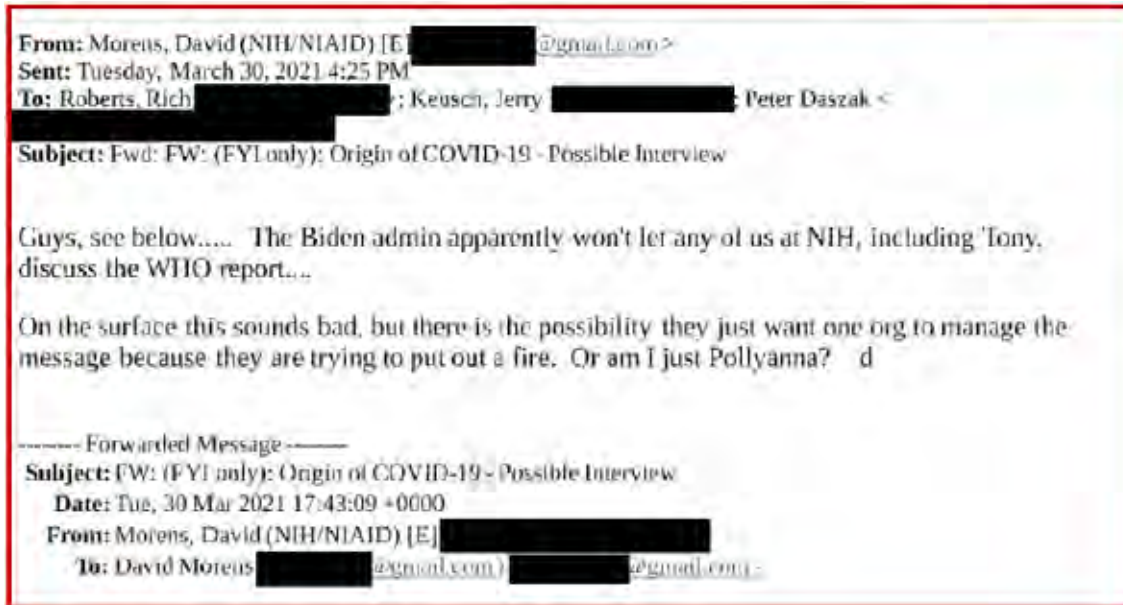 From: Morens, David (NIH/NIAID) [E] @gmail.com>
Sent: Tuesday, March 30, 2021 4:25 PM
To: Roberts, Rich ; Keusch, Jerry ; Peter Daszak <
Subject: Fwd: FW: (FYI only): Origin of COVID-19 - Possible Interview
Guys, see below..... The Biden admin apparently won't let any of us at NIH, including Tony,
discuss the WHO report....
On the surface this sounds bad, but there is the possibility they just want one org to manage the
message because they are trying to put out a fire. Or am I just Pollyanna? d
-------- Forwarded Message --------
Subject: FW: (FYI only): Origin of COVID-19 - Possible Interview
Date: Tue, 30 Mar 2021 17:43:09 +0000
From: Morens, David (NIH/NIAID) [E]
To: David Morens @gmail.com) @gmail.com>